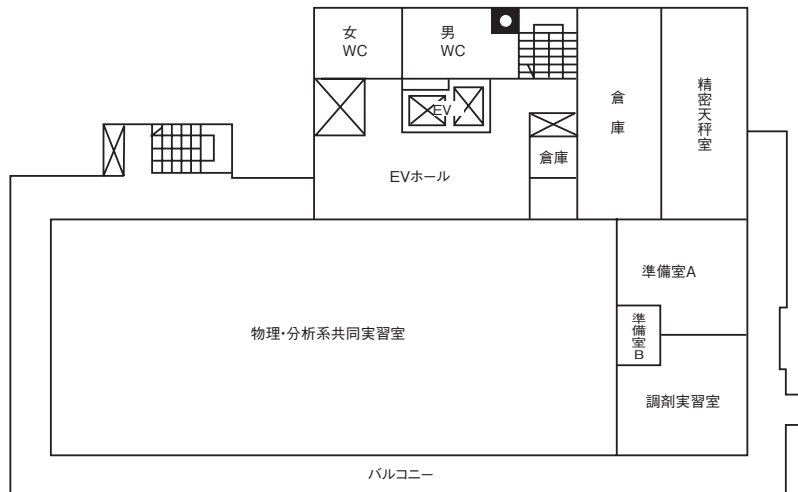 女
WC
男
WC
EV
倉
庫
精密天秤室
倉庫
EVホール
準備室A
物理・分析系共同実習室
準備室B
調剤実習室
バルコニー